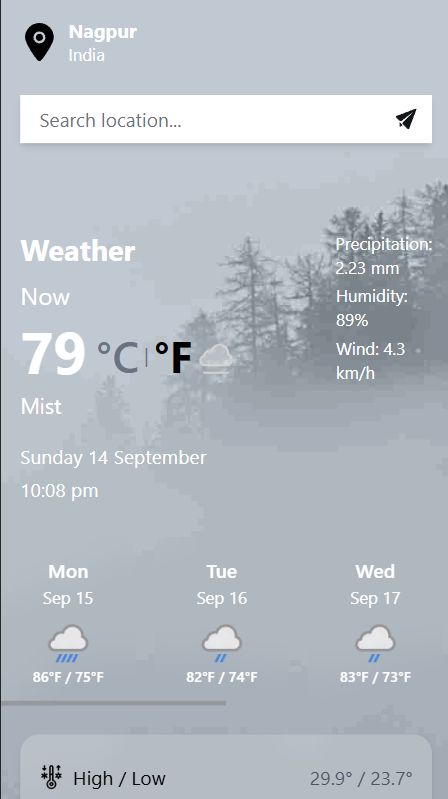 Nagpur
India
Search location...
Weather
Now
79 °C | °F
Mist
Precipitation:
2.23 mm
Humidity:
89%
Wind: 4.3
km/h
Sunday 14 September
10:08 pm
Mon Tue Wed
Sep 15 Sep 16 Sep 17
86°F / 75°F 82°F / 74°F 83°F / 73°F
High / Low 29.9° / 23.7°